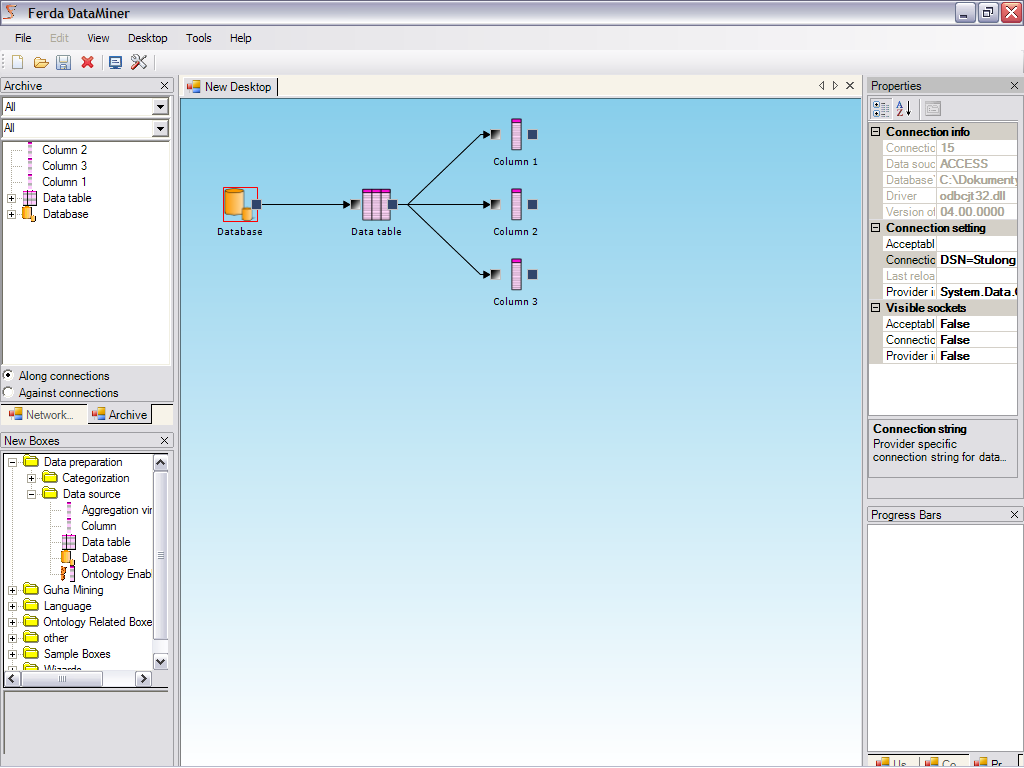 Ferda DataMiner
File Edit View Desktop Tools Help
Archive
All
All
Column 2
Column 3
Column 1
Data table
Database
Along connections
Against connections
Network... Archive
New Boxes
Data preparation
Categorization
Data source
Aggregation vir
Column
Data table
Database
Ontology Enab
Guha Mining
Language
Ontology Related Boxe
other
Sample Boxes
Wizards
New Desktop
Database
Data table
Column 1
Column 2
Column 3
Properties
Connection info
Connectio 15
Data sourc ACCESS
Database' C:\Dokumenty
Driver odbcjt32.dll
Version of 04.00.0000
Connection setting
Acceptabl
Connectio DSN=Stulong
Last reloa
Provider i System.Data.
Visible sockets
Acceptabl False
Connectio False
Provider i False
Connection string
Provider specific
connection string for data...
Progress Bars
Us... Co... Pr